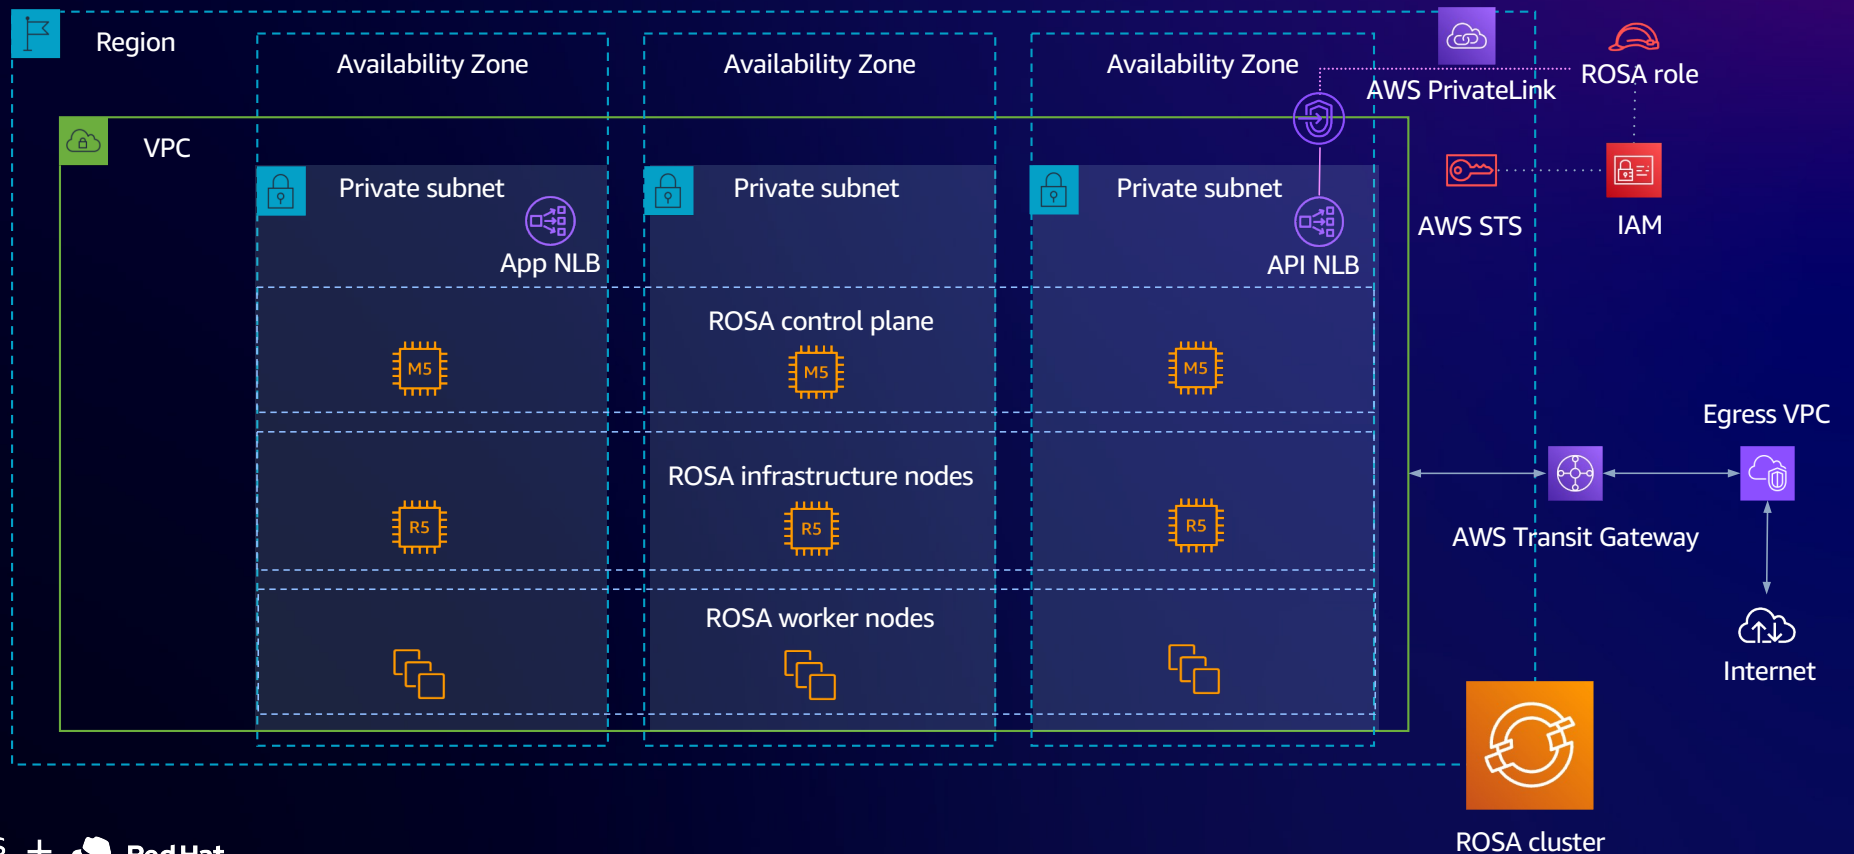 Region
Availability Zone
Availability Zone
Availability Zone
AWS PrivateLink
ROSA role
VPC
Private subnet
Private subnet
Private subnet
App NLB
API NLB
AWS STS
IAM
ROSA control plane
M5
M5
M5
Egress VPC
ROSA infrastructure nodes
R5
R5
R5
AWS Transit Gateway
ROSA worker nodes
Internet
ROSA cluster
+ Red Hat